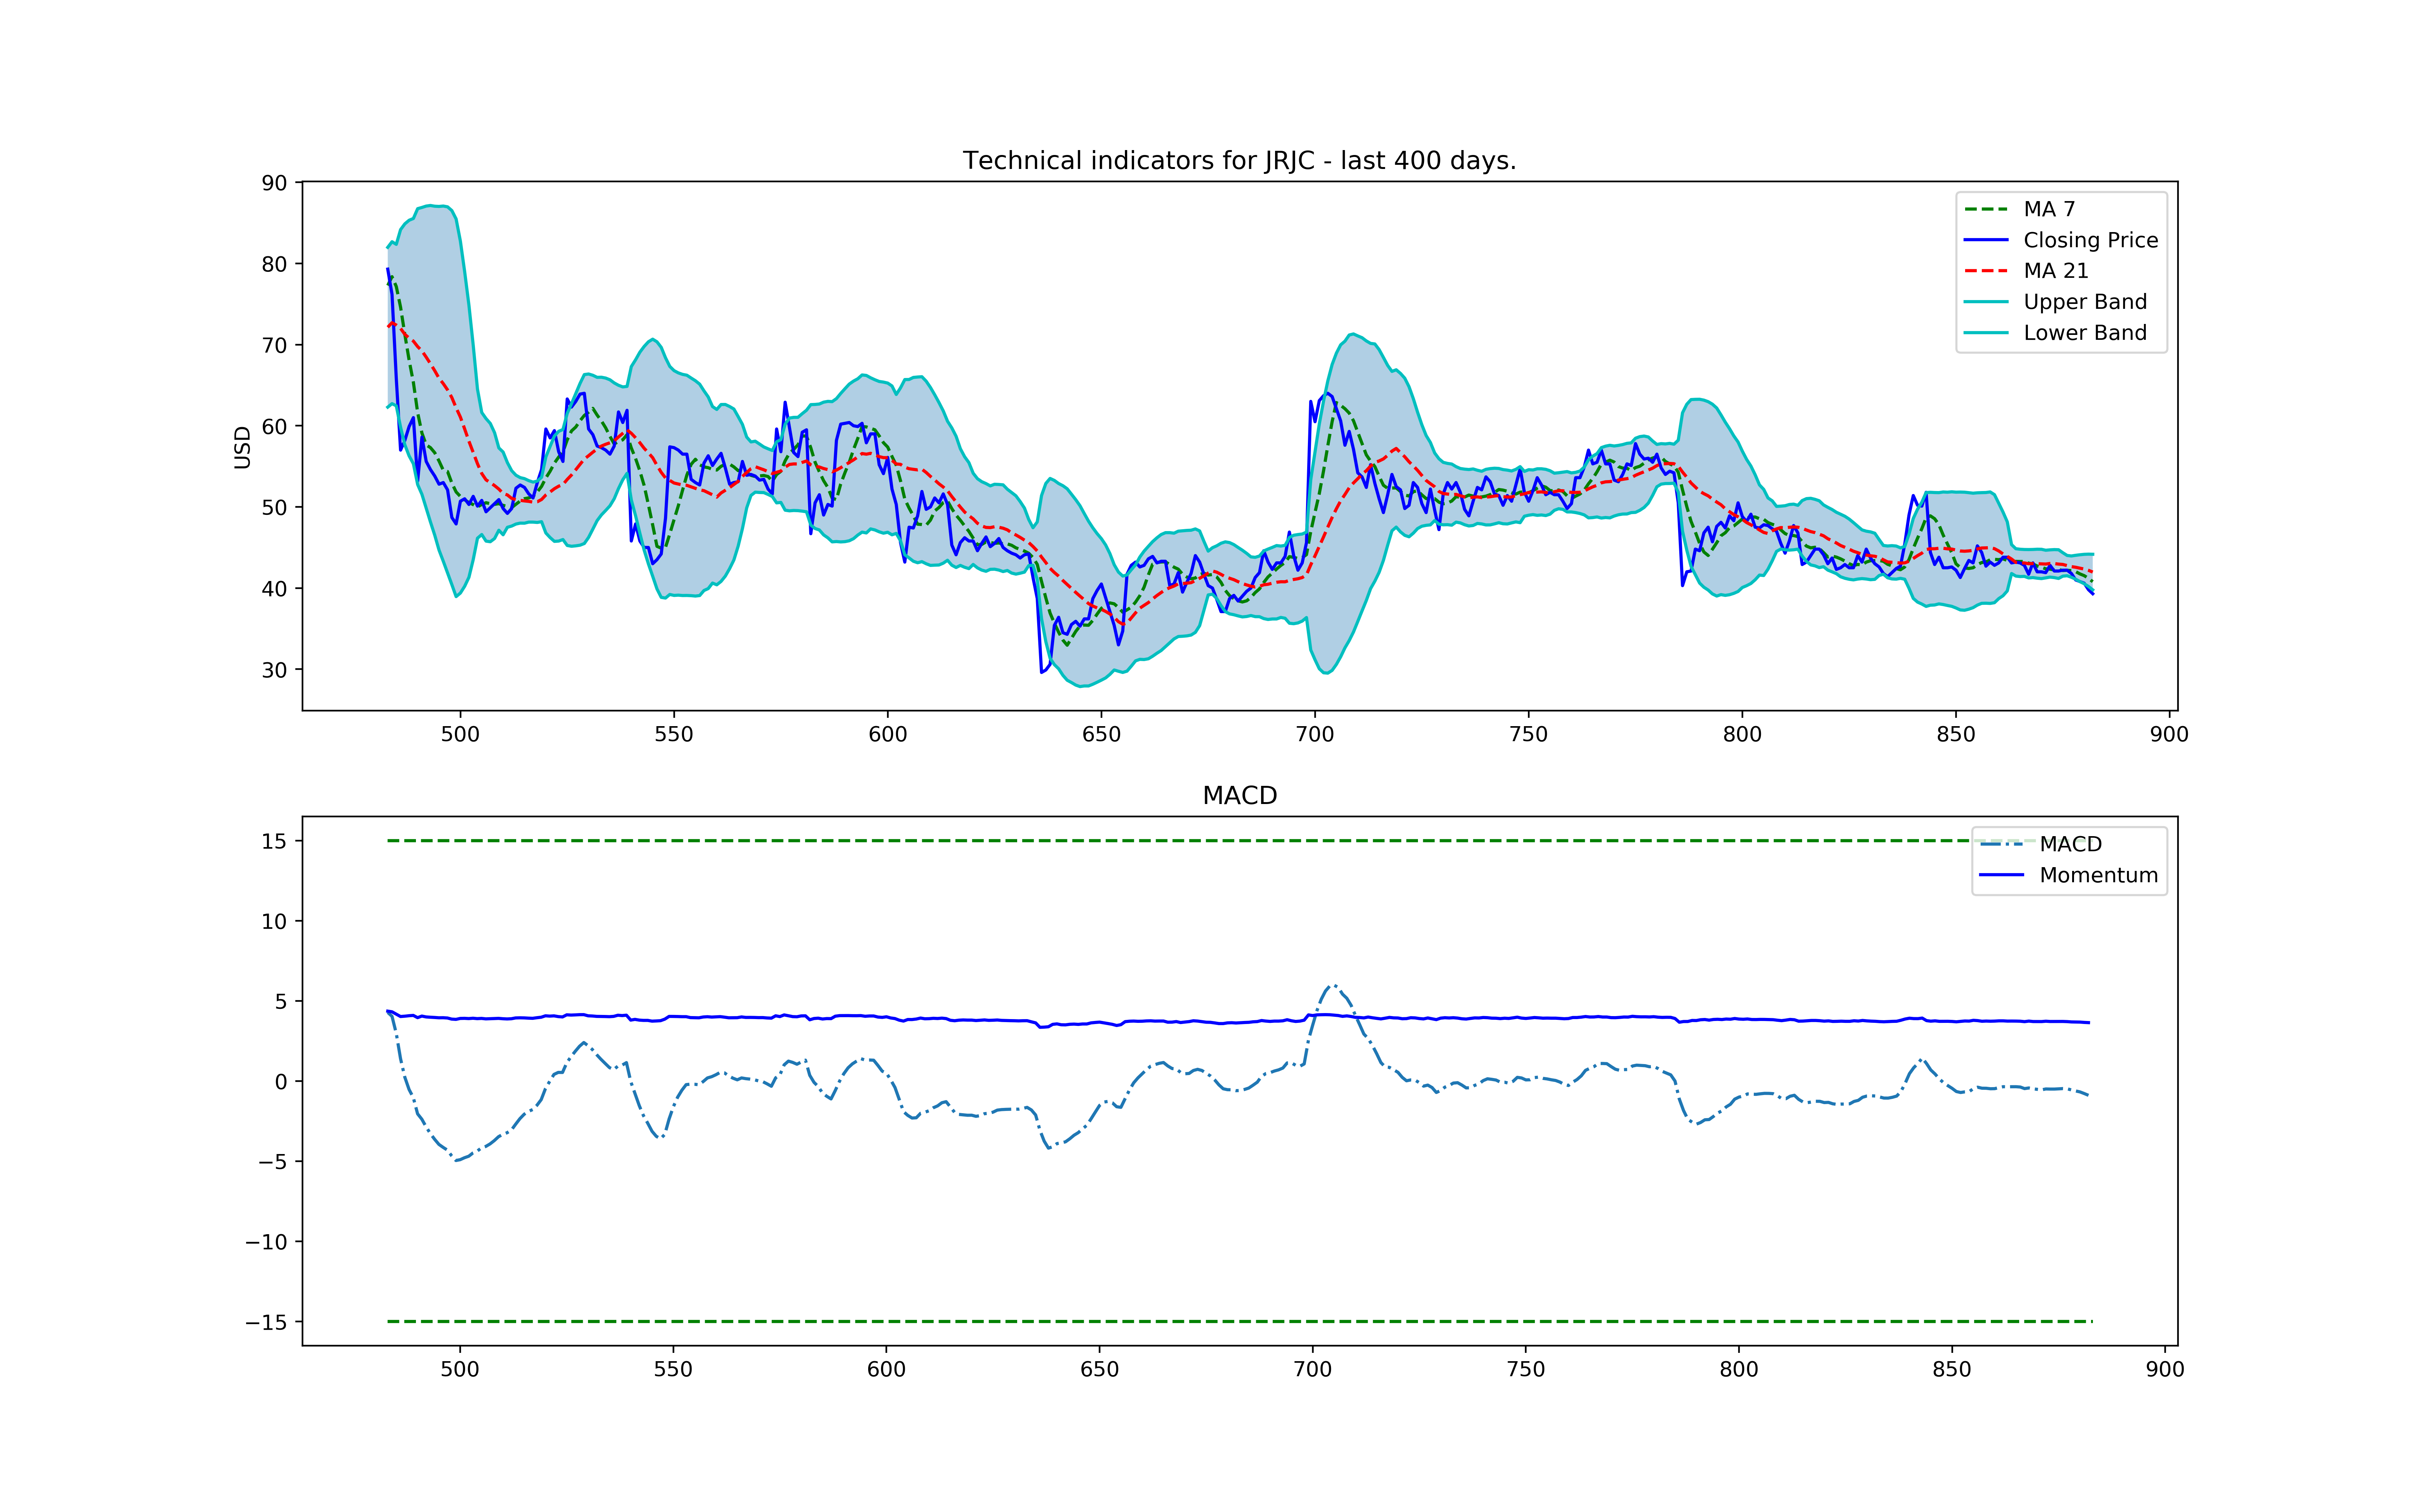 Technical indicators for JRJC - last 400 days.
90
80
70
60
50
40
30
USD
MA 7
Closing Price
MA 21
Upper Band
Lower Band
500 550 600 650 700 750 800 850 900
MACD
15
10
5
0
−5
−10
−15
MACD
Momentum
500 550 600 650 700 750 800 850 900